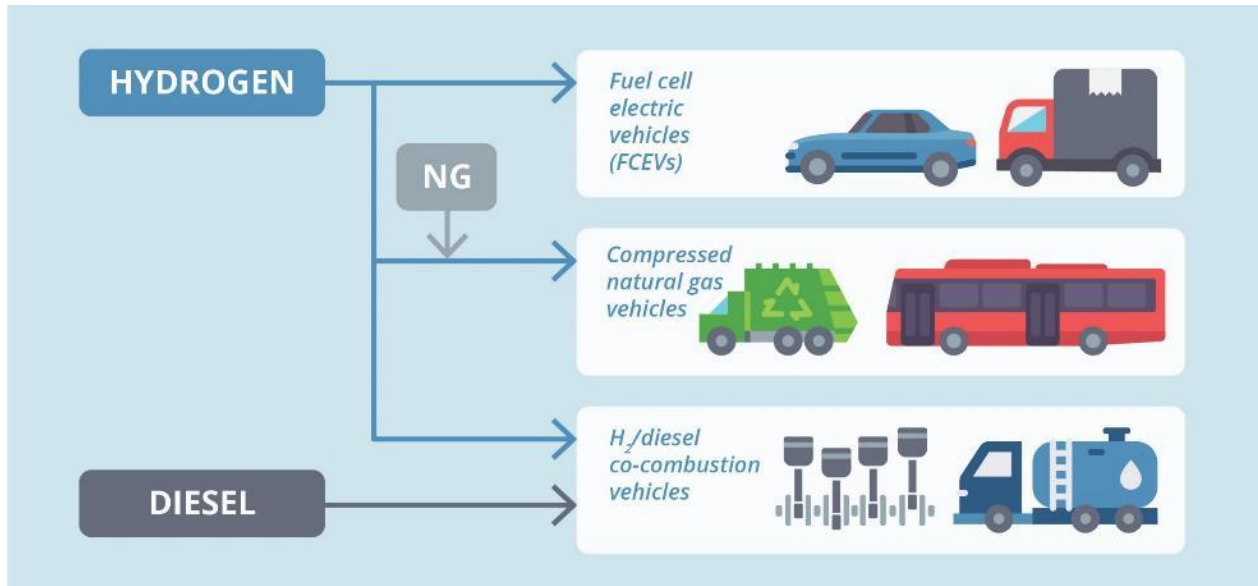 HYDROGEN
Fuel cell
electric
vehicles
(FCEVs)
NG
Compressed
natural gas
vehicles
H₂/diesel
co-combustion
vehicles
DIESEL